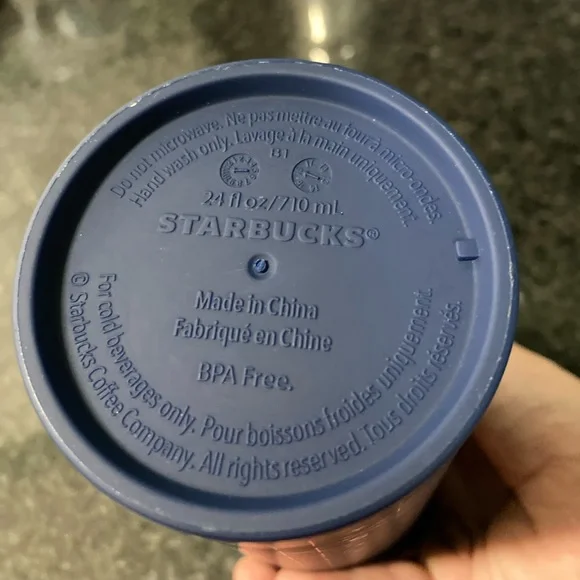 Do not microwave. Ne pas mettre au four à micro-ondes.
Hand wash only. Lavage à la main uniquement.
B1
24 fl oz/710 mL
STARBUCKS®
Made in China
Fabriqué en Chine
BPA Free.
For cold beverages only. Pour boissons froides uniquement.
© Starbucks Coffee Company. All rights reserved. Tous droits réservés.